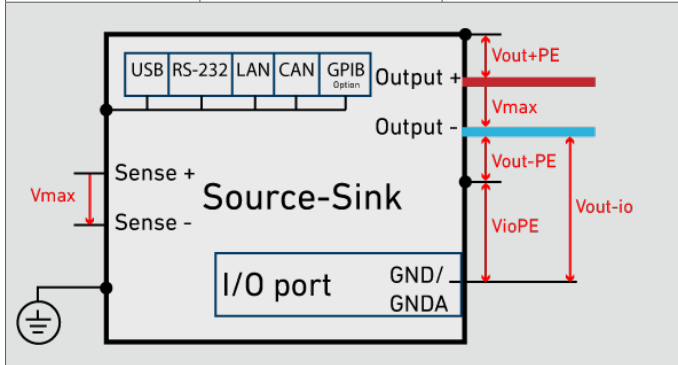 USB RS-232 LAN CAN GPIB
Option
Output +
Output -
Vout+PE
Vmax
Vout-PE
VioPE
Vout-io
Vmax
Sense +
Sense -
Source-Sink
I/O port
GND/
GNDA